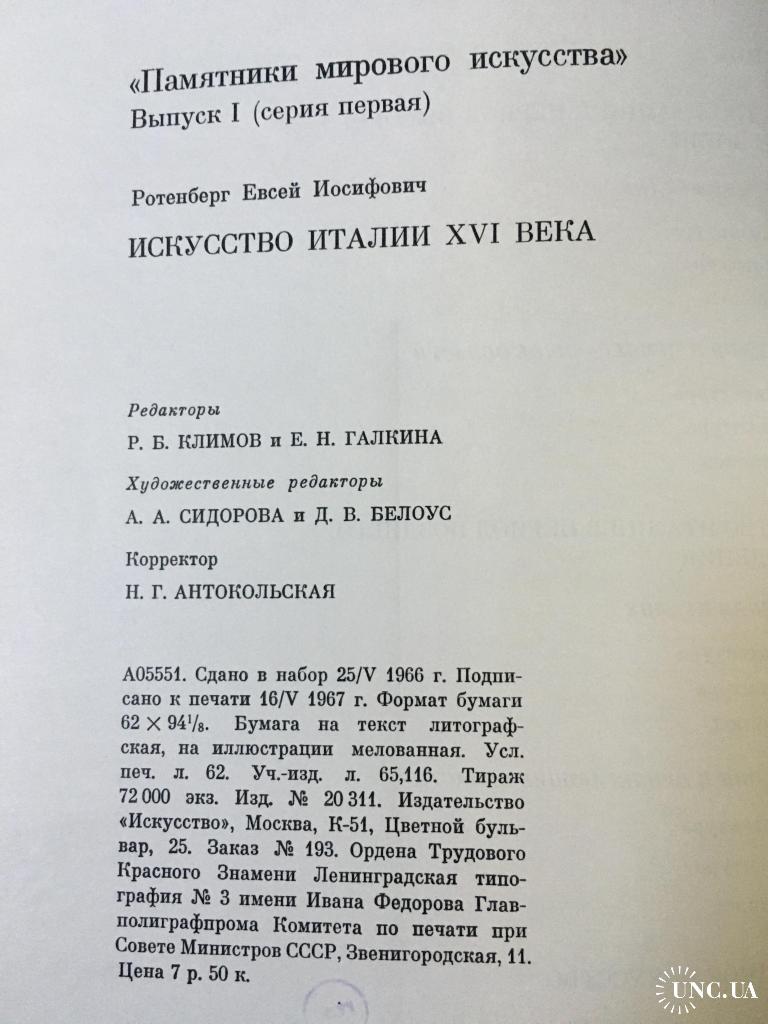 «Памятники мирового искусства»
Выпуск I (серия первая)
Ротенберг Евсей Иосифович
ИСКУССТВО ИТАЛИИ XVI ВЕКА
Редакторы
Р. Б. КЛИМОВ и Е. Н. ГАЛКИНА
Художественные редакторы
А. А. СИДОРОВА и Д. В. БЕЛОУС
Корректор
Н. Г. АНТОКОЛЬСКАЯ
А05551. Сдано в набор 25/V 1966 г. Подпи-
сано к печати 16/V 1967 г. Формат бумаги
62 × 94¹/₈. Бумага на текст литограф-
ская, на иллюстрации мелованная. Усл.
печ. л. 62. Уч.-изд. л. 65,116. Тираж
72 000 экз. Изд. № 20 311. Издательство
«Искусство», Москва, К-51, Цветной буль-
вар, 25. Заказ № 193. Ордена Трудового
Красного Знамени Ленинградская типо-
графия № 3 имени Ивана Федорова Глав-
полиграфпрома Комитета по печати при
Совете Министров СССР, Звенигородская, 11.
Цена 7 р. 50 к.
UNC.UA